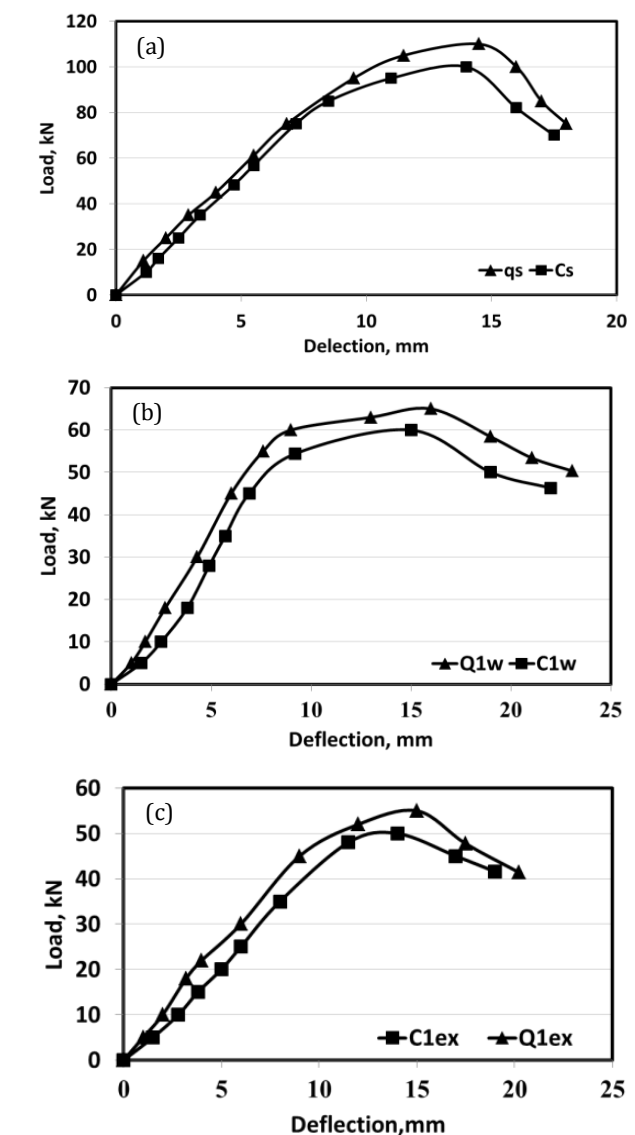 120
(a)
100
80
60
40
20
0
Load, kN
qs Cs
0 5 10 15 20
Delection, mm
70
(b)
60
50
40
30
20
10
0
Load, kN
Q1w C1w
0 5 10 15 20 25
Deflection, mm
60
(c)
50
40
30
20
10
0
Load, kN
C1ex Q1ex
0 5 10 15 20 25
Deflection,mm